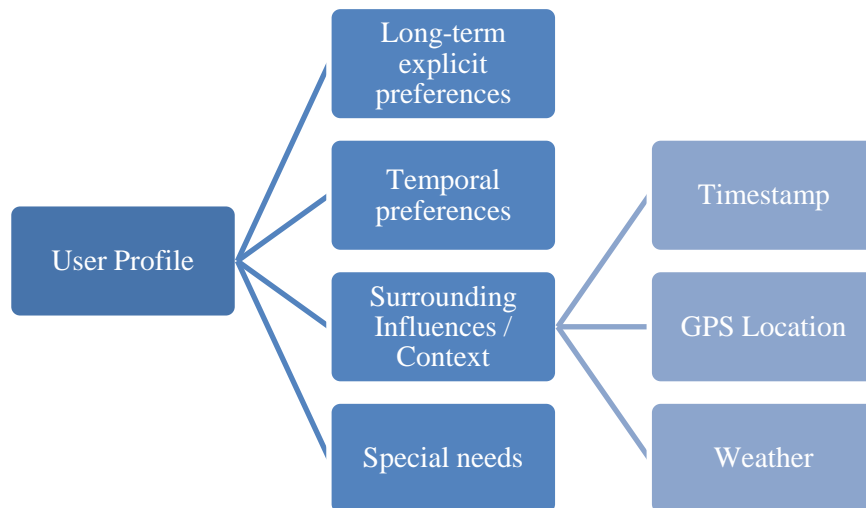 User Profile
Long-term
explicit
preferences
Temporal
preferences
Surrounding
Influences /
Context
Special needs
Timestamp
GPS Location
Weather